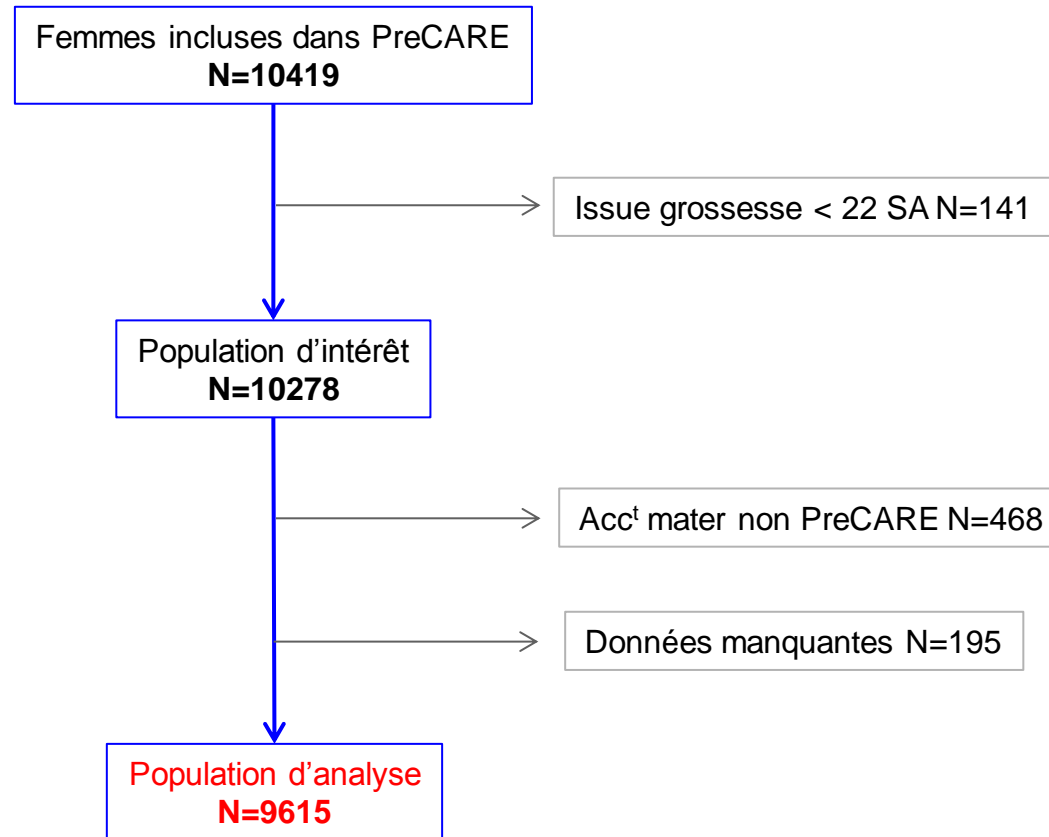 Femmes incluses dans PreCARE
N=10419
Issue grossesse < 22 SA N=141
Population d'intérêt
N=10278
Accᵗ mater non PreCARE N=468
Données manquantes N=195
Population d'analyse
N=9615